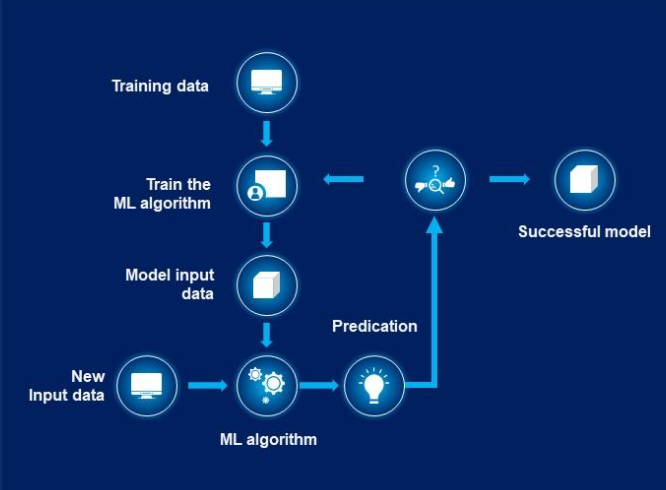 Training data
Train the
ML algorithm
?
Successful model
Model input
data
Predication
New
Input data
ML algorithm